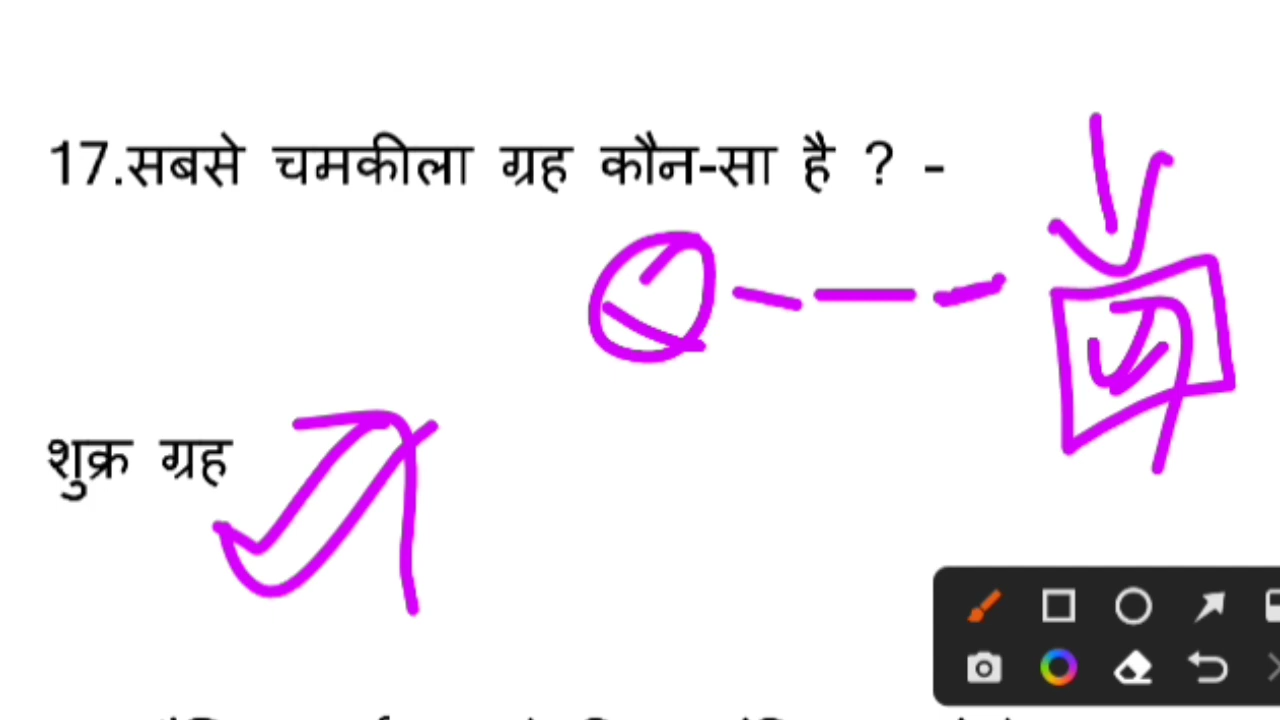 17.सबसे चमकीला ग्रह कौन-सा है ? -
शुक्र ग्रह